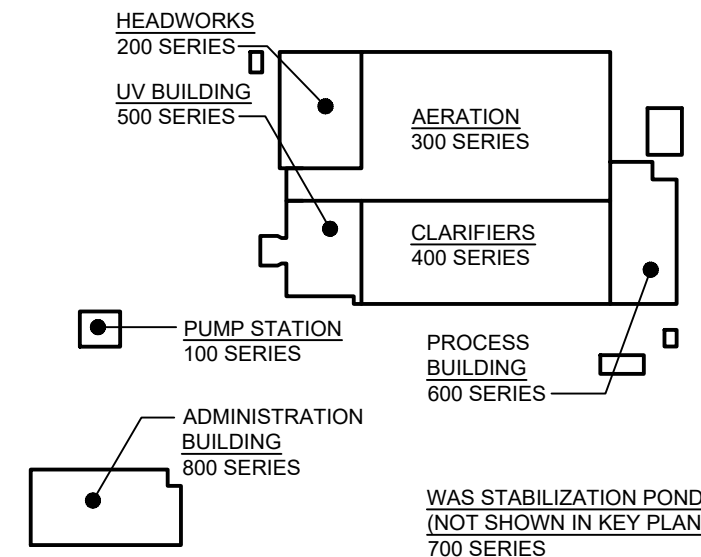 HEADWORKS
200 SERIES
UV BUILDING
500 SERIES
AERATION
300 SERIES
CLARIFIERS
400 SERIES
PUMP STATION
100 SERIES
PROCESS
BUILDING
600 SERIES
ADMINISTRATION
BUILDING
800 SERIES
WAS STABILIZATION POND
(NOT SHOWN IN KEY PLAN
700 SERIES